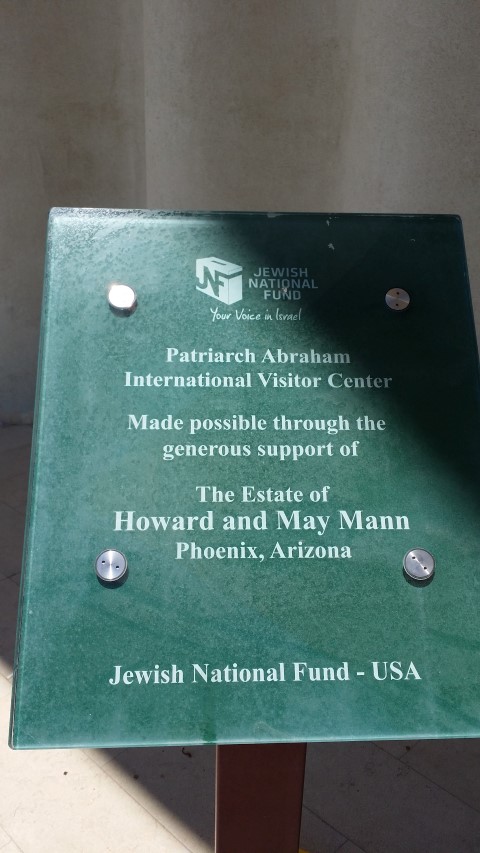 JNF
JEWISH
NATIONAL
FUND
Your Voice in Israel
Patriarch Abraham
International Visitor Center
Made possible through the
generous support of
The Estate of
Howard and May Mann
Phoenix, Arizona
Jewish National Fund - USA